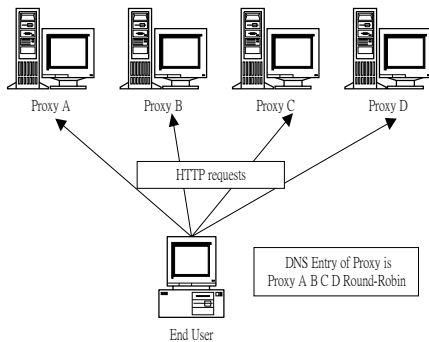 Proxy A
Proxy B
Proxy C
Proxy D
HTTP requests
DNS Entry of Proxy is
Proxy A B C D Round-Robin
End User